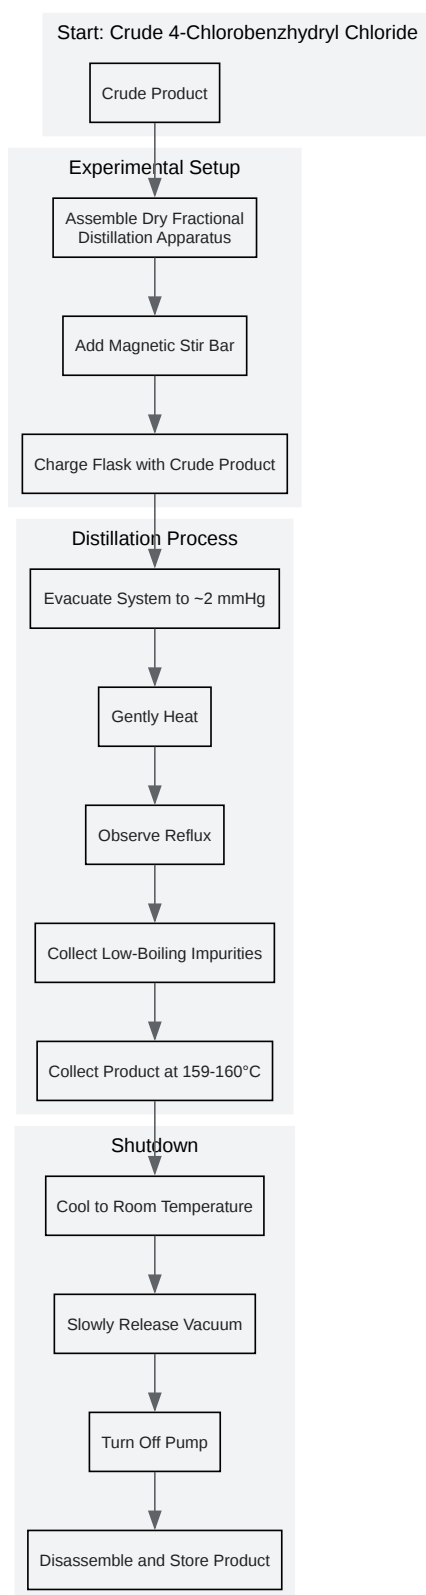 Start: Crude 4-Chlorobenzhydryl Chloride
Crude Product
Experimental Setup
Assemble Dry Fractional
Distillation Apparatus
Add Magnetic Stir Bar
Charge Flask with Crude Product
Distillation Process
Evacuate System to ~2 mmHg
Gently Heat
Observe Reflux
Collect Low-Boiling Impurities
Collect Product at 159-160°C
Shutdown
Cool to Room Temperature
Slowly Release Vacuum
Turn Off Pump
Disassemble and Store Product